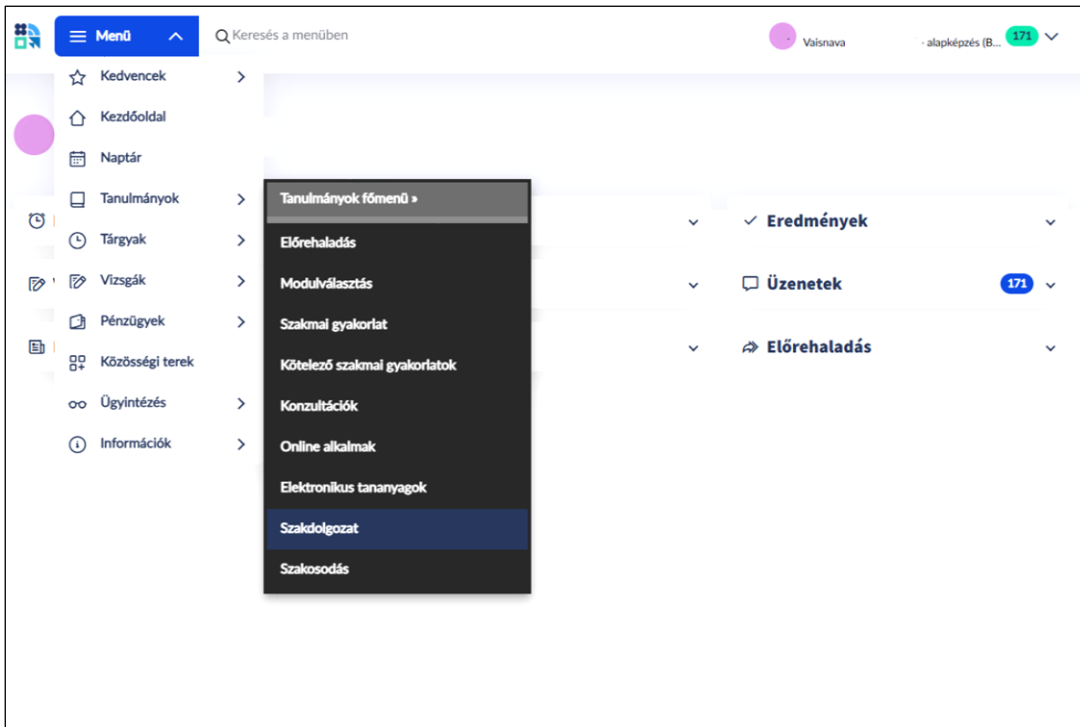 Menü
Keresés a menüben
Vaisnava
- alapképzés (B...
171
Kedvencek
Kezdőoldal
Naptár
Tanulmányok
Tárgyak
Vizsgák
Pénzügyek
Közösségi terek
Ügyintézés
Információk
Tanulmányok főmenü »
Előrehaladás
Modulválasztás
Szakmai gyakorlat
Kötelező szakmai gyakorlatok
Konzultációk
Online alkalmak
Elektronikus tananyagok
Szakdolgozat
Szakosodás
Eredmények
Üzenetek
171
Előrehaladás